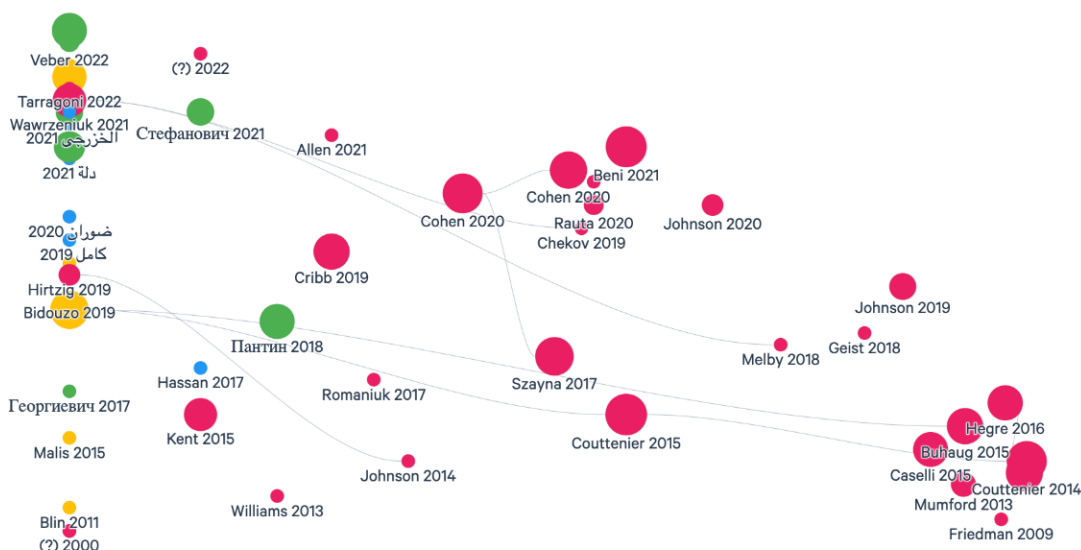 Veber 2022
(?) 2022
Tarragoni 2022
Wawrzeniuk 2021
الخزرجي 2021
Стефанович 2021
Allen 2021
دلة 2021
Beni 2021
Cohen 2020
Cohen 2020
Rauta 2020
Johnson 2020
Chekov 2019
ضوران 2020
كامل 2019
Cribb 2019
Hirtzig 2019
Bidouzo 2019
Johnson 2019
Пантин 2018
Geist 2018
Melby 2018
Hassan 2017
Szayna 2017
Romaniuk 2017
Георгиевич 2017
Hegre 2016
Kent 2015
Couttenier 2015
Malis 2015
Buhaug 2015
Caselli 2015
Johnson 2014
Couttenier 2014
Mumford 2013
Williams 2013
Blin 2011
Friedman 2009
(?) 2000